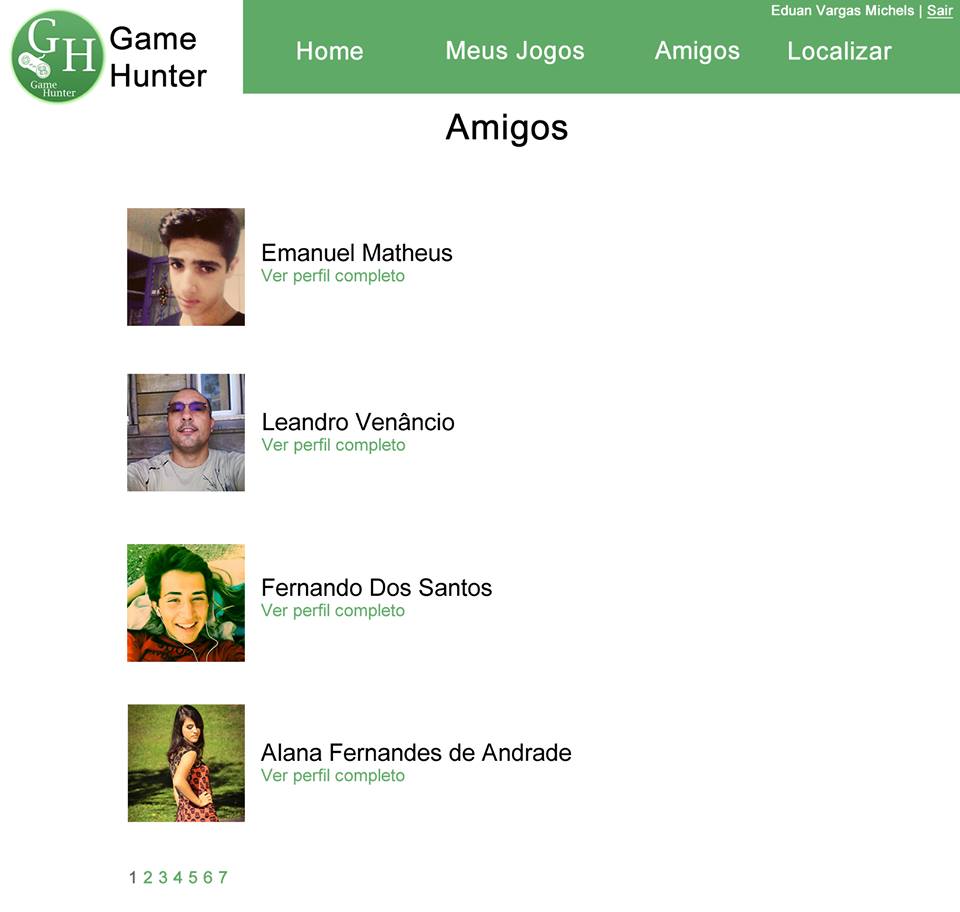 GH
Game
Hunter
Game
Hunter
Eduan Vargas Michels | Sair
Home Meus Jogos Amigos Localizar
Amigos
Emanuel Matheus
Ver perfil completo
Leandro Venâncio
Ver perfil completo
Fernando Dos Santos
Ver perfil completo
Alana Fernandes de Andrade
Ver perfil completo
1 2 3 4 5 6 7